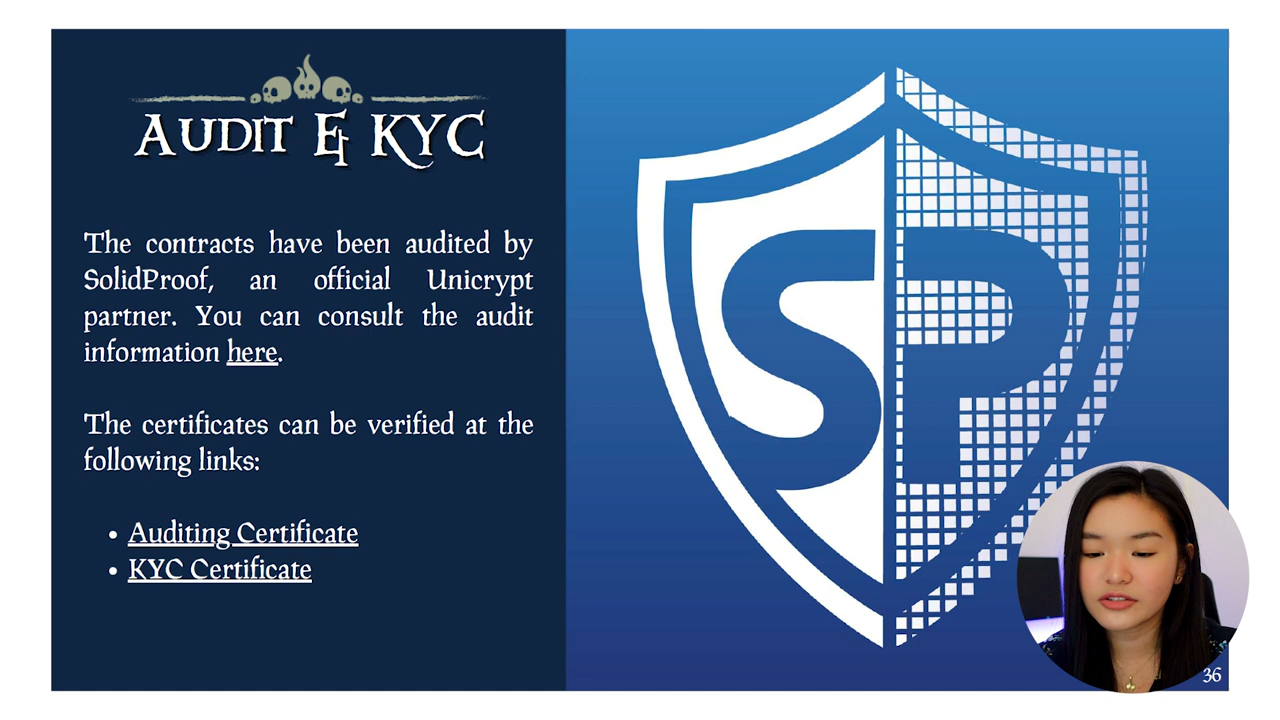 AUDIT & KYC
The contracts have been audited by
SolidProof, an official Unicrypt
partner. You can consult the audit
information here.
The certificates can be verified at the
following links:
• Auditing Certificate
• KYC Certificate
SP
36